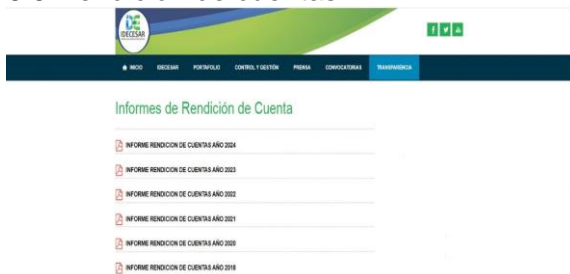 DE
IDECESAR
INICIO IDECESAR PORTAFOLIO CONTROL Y GESTIÓN PRENSA CONVOCATORIAS TRANSPARENCIA
Informes de Rendición de Cuenta
INFORME RENDICION DE CUENTAS AÑO 2024
INFORME RENDICION DE CUENTAS AÑO 2023
INFORME RENDICION DE CUENTAS AÑO 2022
INFORME RENDICION DE CUENTAS AÑO 2021
INFORME RENDICION DE CUENTAS AÑO 2020
INFORME RENDICION DE CUENTAS AÑO 2018